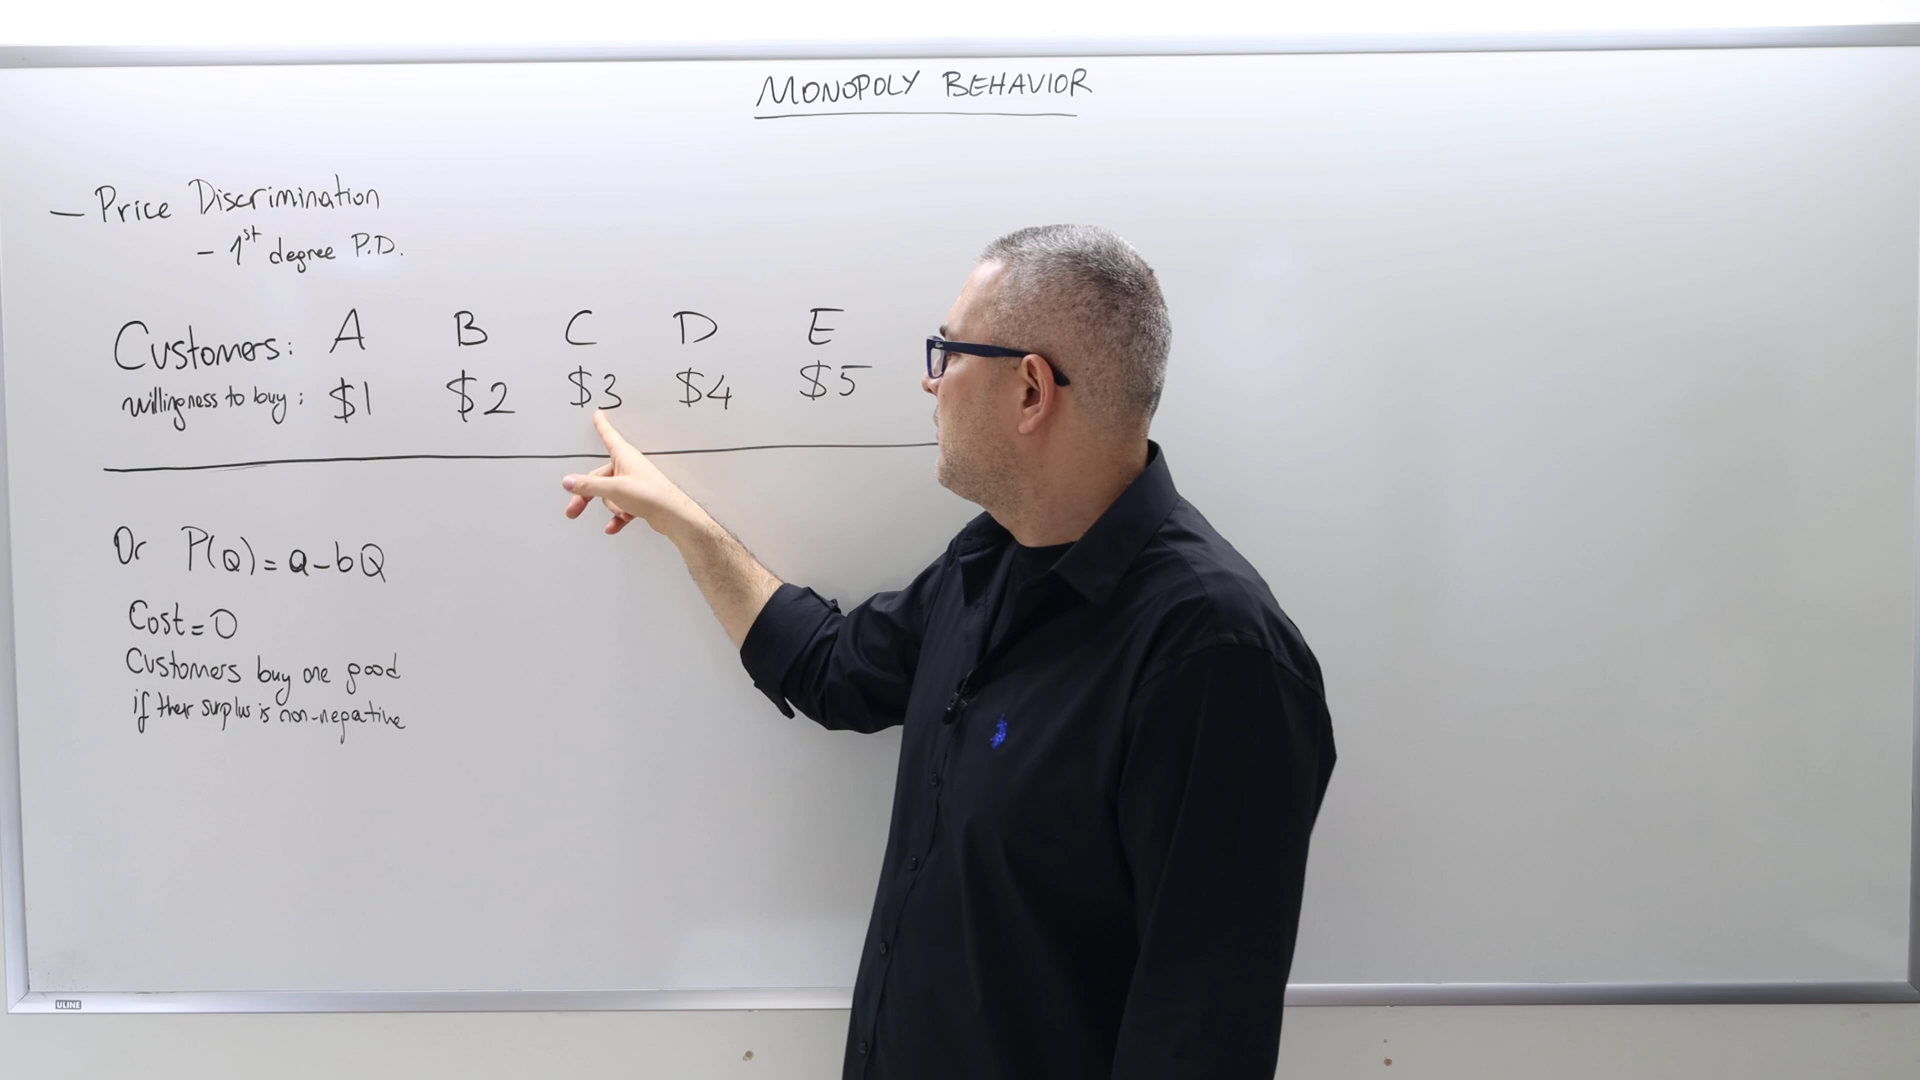 MONOPOLY BEHAVIOR
– Price Discrimination
– 1st degree P.D.
Customers: A B C D E
willingness to buy: $1 $2 $3 $4 $5
Or P(Q) = a – bQ
Cost = 0
Customers buy one good
if their surplus is non-negative
ULINE